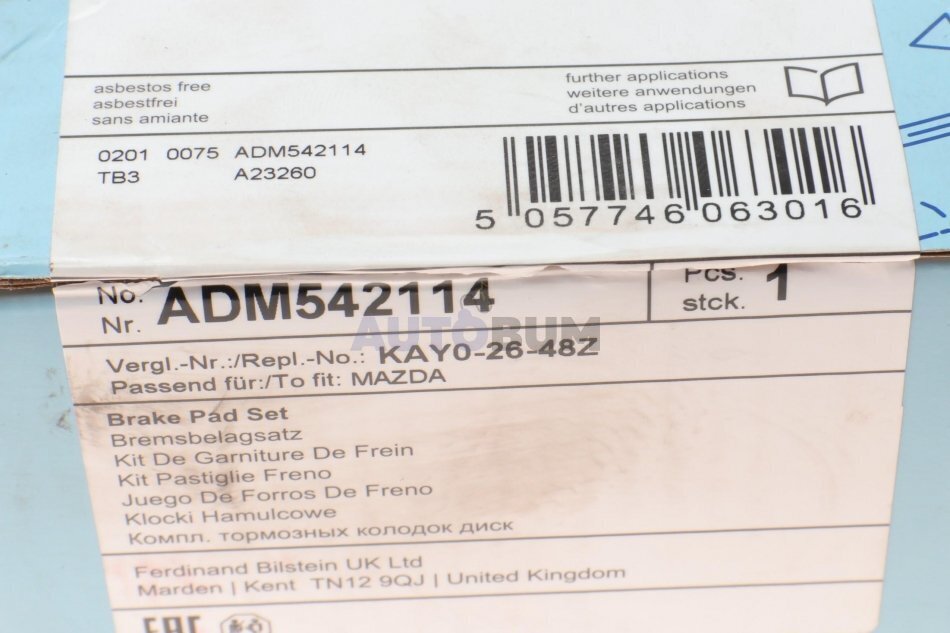 asbestos free
asbestfrei
sans amiante
further applications
weitere anwendungen
d'autres applications
0201 0075 ADM542114
TB3 A23260
5 057746 063016
No. ADM542114
Nr.
Pcs. 1
stck.
AUTOBUM
Vergl.-Nr.:/Repl.-No.: KAY0-26-48Z
Passend für:/To fit: MAZDA
Brake Pad Set
Bremsbelagsatz
Kit De Garniture De Frein
Kit Pastiglie Freno
Juego De Forros De Freno
Klocki Hamulcowe
Компл. тормозных колодок диск
Ferdinand Bilstein UK Ltd
Marden | Kent TN12 9QJ | United Kingdom
EAC